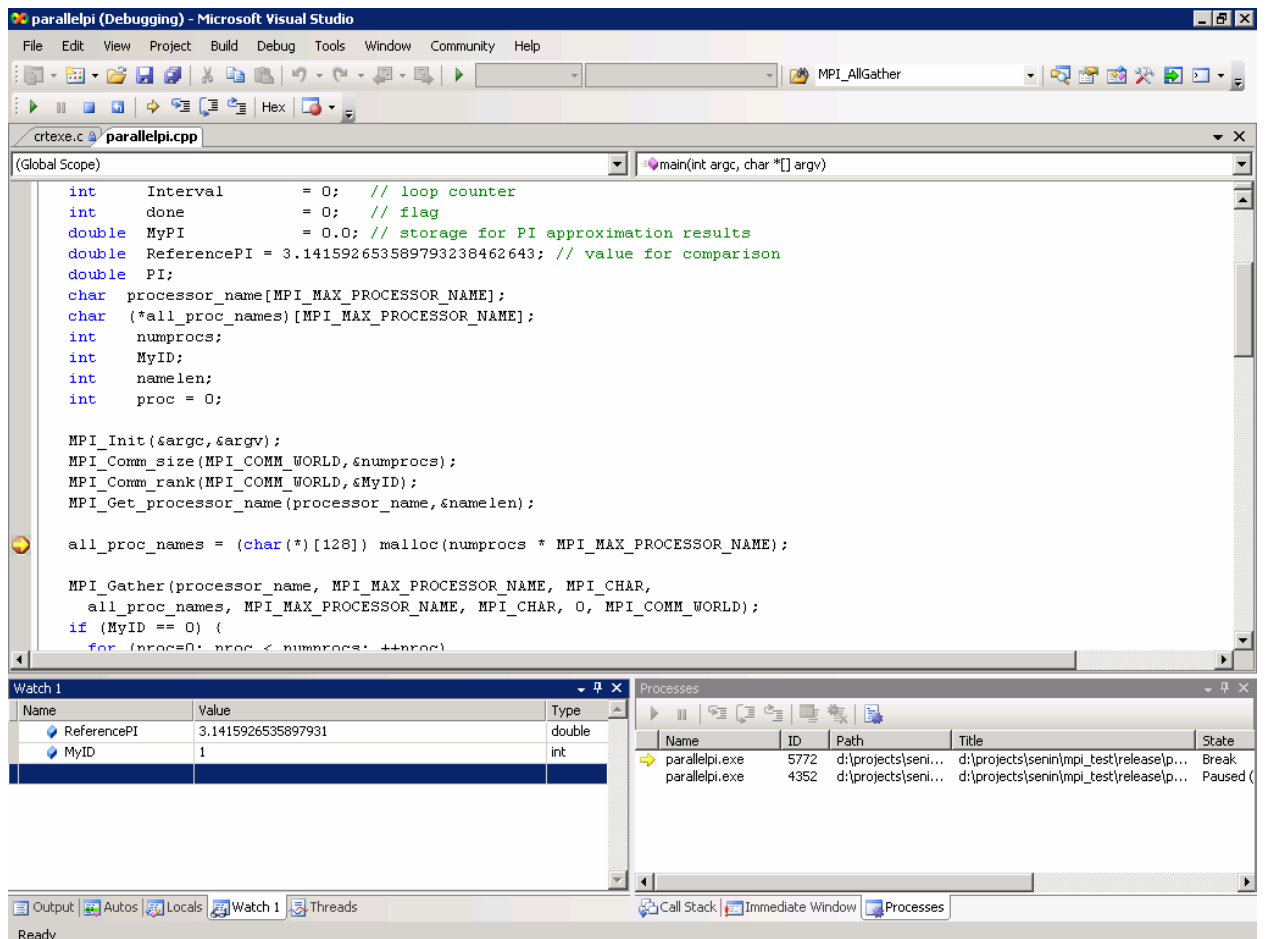 parallelpi (Debugging) - Microsoft Visual Studio
File Edit View Project Build Debug Tools Window Community Help
MPI_AllGather
Hex
crtexe.c parallelpi.cpp
(Global Scope) main(int argc, char *[] argv)
int Interval = 0; // loop counter
int done = 0; // flag
double MyPI = 0.0; // storage for PI approximation results
double ReferencePI = 3.141592653589793238462643; // value for comparison
double PI;
char processor_name[MPI_MAX_PROCESSOR_NAME];
char (*all_proc_names)[MPI_MAX_PROCESSOR_NAME];
int numprocs;
int MyID;
int namelen;
int proc = 0;
MPI_Init(&argc,&argv);
MPI_Comm_size(MPI_COMM_WORLD,&numprocs);
MPI_Comm_rank(MPI_COMM_WORLD,&MyID);
MPI_Get_processor_name(processor_name,&namelen);
all_proc_names = (char(*)[128]) malloc(numprocs * MPI_MAX_PROCESSOR_NAME);
MPI_Gather(processor_name, MPI_MAX_PROCESSOR_NAME, MPI_CHAR,
all_proc_names, MPI_MAX_PROCESSOR_NAME, MPI_CHAR, 0, MPI_COMM_WORLD);
if (MyID == 0) {
for (proc=0; proc < numprocs; ++proc)
Watch 1
Name Value Type
ReferencePI 3.1415926535897931 double
MyID 1 int
Processes
Name ID Path Title State
parallelpi.exe 5772 d:\projects\seni... d:\projects\senin\mpi_test\release\p... Break
parallelpi.exe 4352 d:\projects\seni... d:\projects\senin\mpi_test\release\p... Paused (
Output Autos Locals Watch 1 Threads
Call Stack Immediate Window Processes
Ready